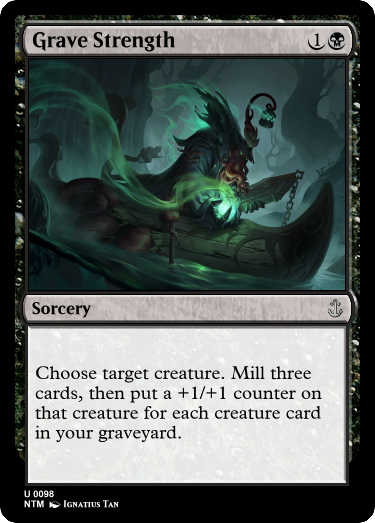 Grave Strength 1
Sorcery
Choose target creature. Mill three
cards, then put a +1/+1 counter on
that creature for each creature card
in your graveyard.
U 0098
NTM Ignatius Tan